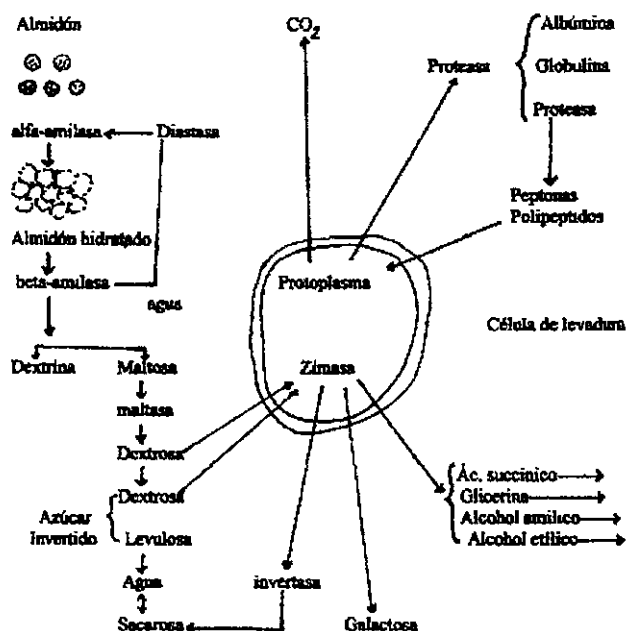 Almidón
alfa-amilasa
Diastasa
Almidón hidratado
beta-amilasa
agua
Dextrina
Maltosa
maltasa
Dextrosa
Dextrosa
Azúcar
Invertido
Levulosa
Agua
Sacarosa
CO2
Proteasa
Albúmica
Globulina
Proteasa
Peptonas
Polipeptidos
Protoplasma
Célula de levadura
Zimasa
invertasa
Galactosa
Ác. succinico
Glicerina
Alcohol amilico
Alcohol etílico